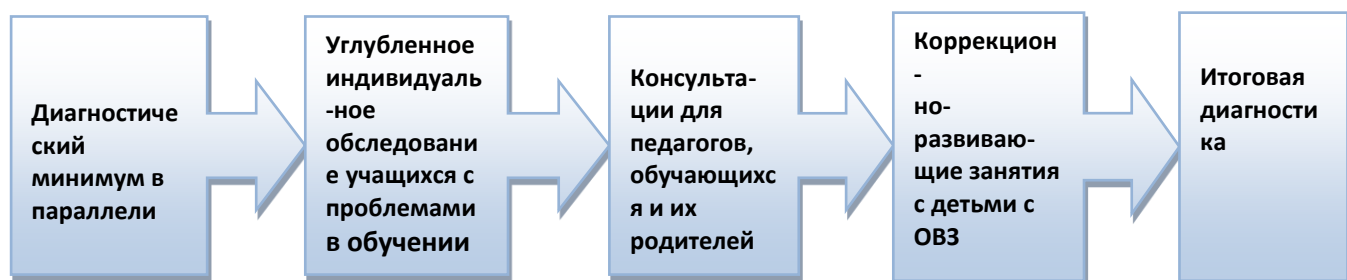 Диагностиче
ский
минимум в
параллели
Углубленное
индивидуаль
-ное
обследовани
е учащихся с
проблемами
в обучении
Консульта-
ции для
педагогов,
обучающихс
я и их
родителей
Коррекцион
-
но-
развиваю-
щие занятия
с детьми с
ОВЗ
Итоговая
диагности
ка